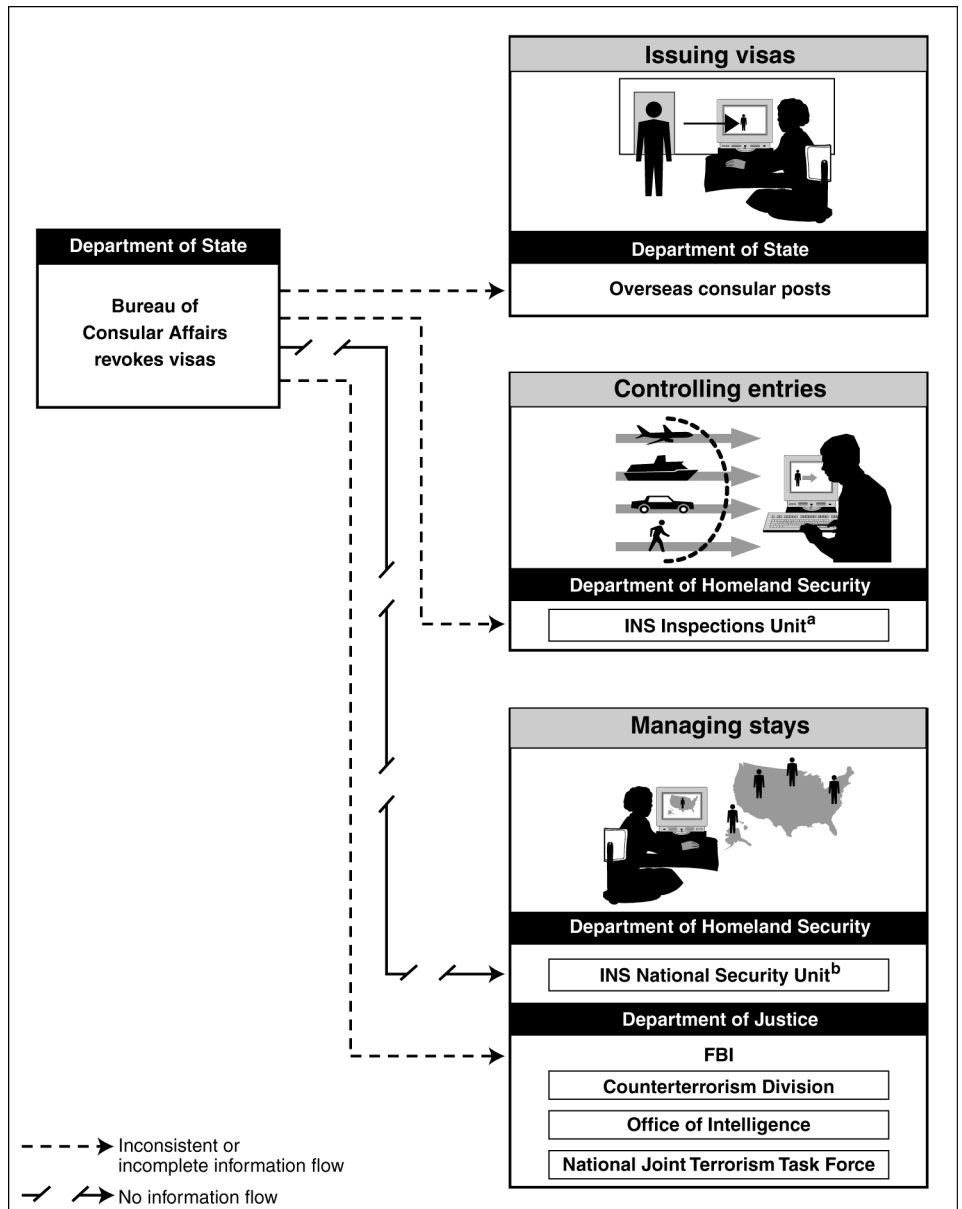 Issuing visas
Department of State
Overseas consular posts
Department of State
Bureau of
Consular Affairs
revokes visas
Controlling entries
Department of Homeland Security
INS Inspections Unitᵃ
Managing stays
Department of Homeland Security
INS National Security Unitᵇ
Department of Justice
FBI
Counterterrorism Division
Office of Intelligence
National Joint Terrorism Task Force
Inconsistent or
incomplete information flow
No information flow